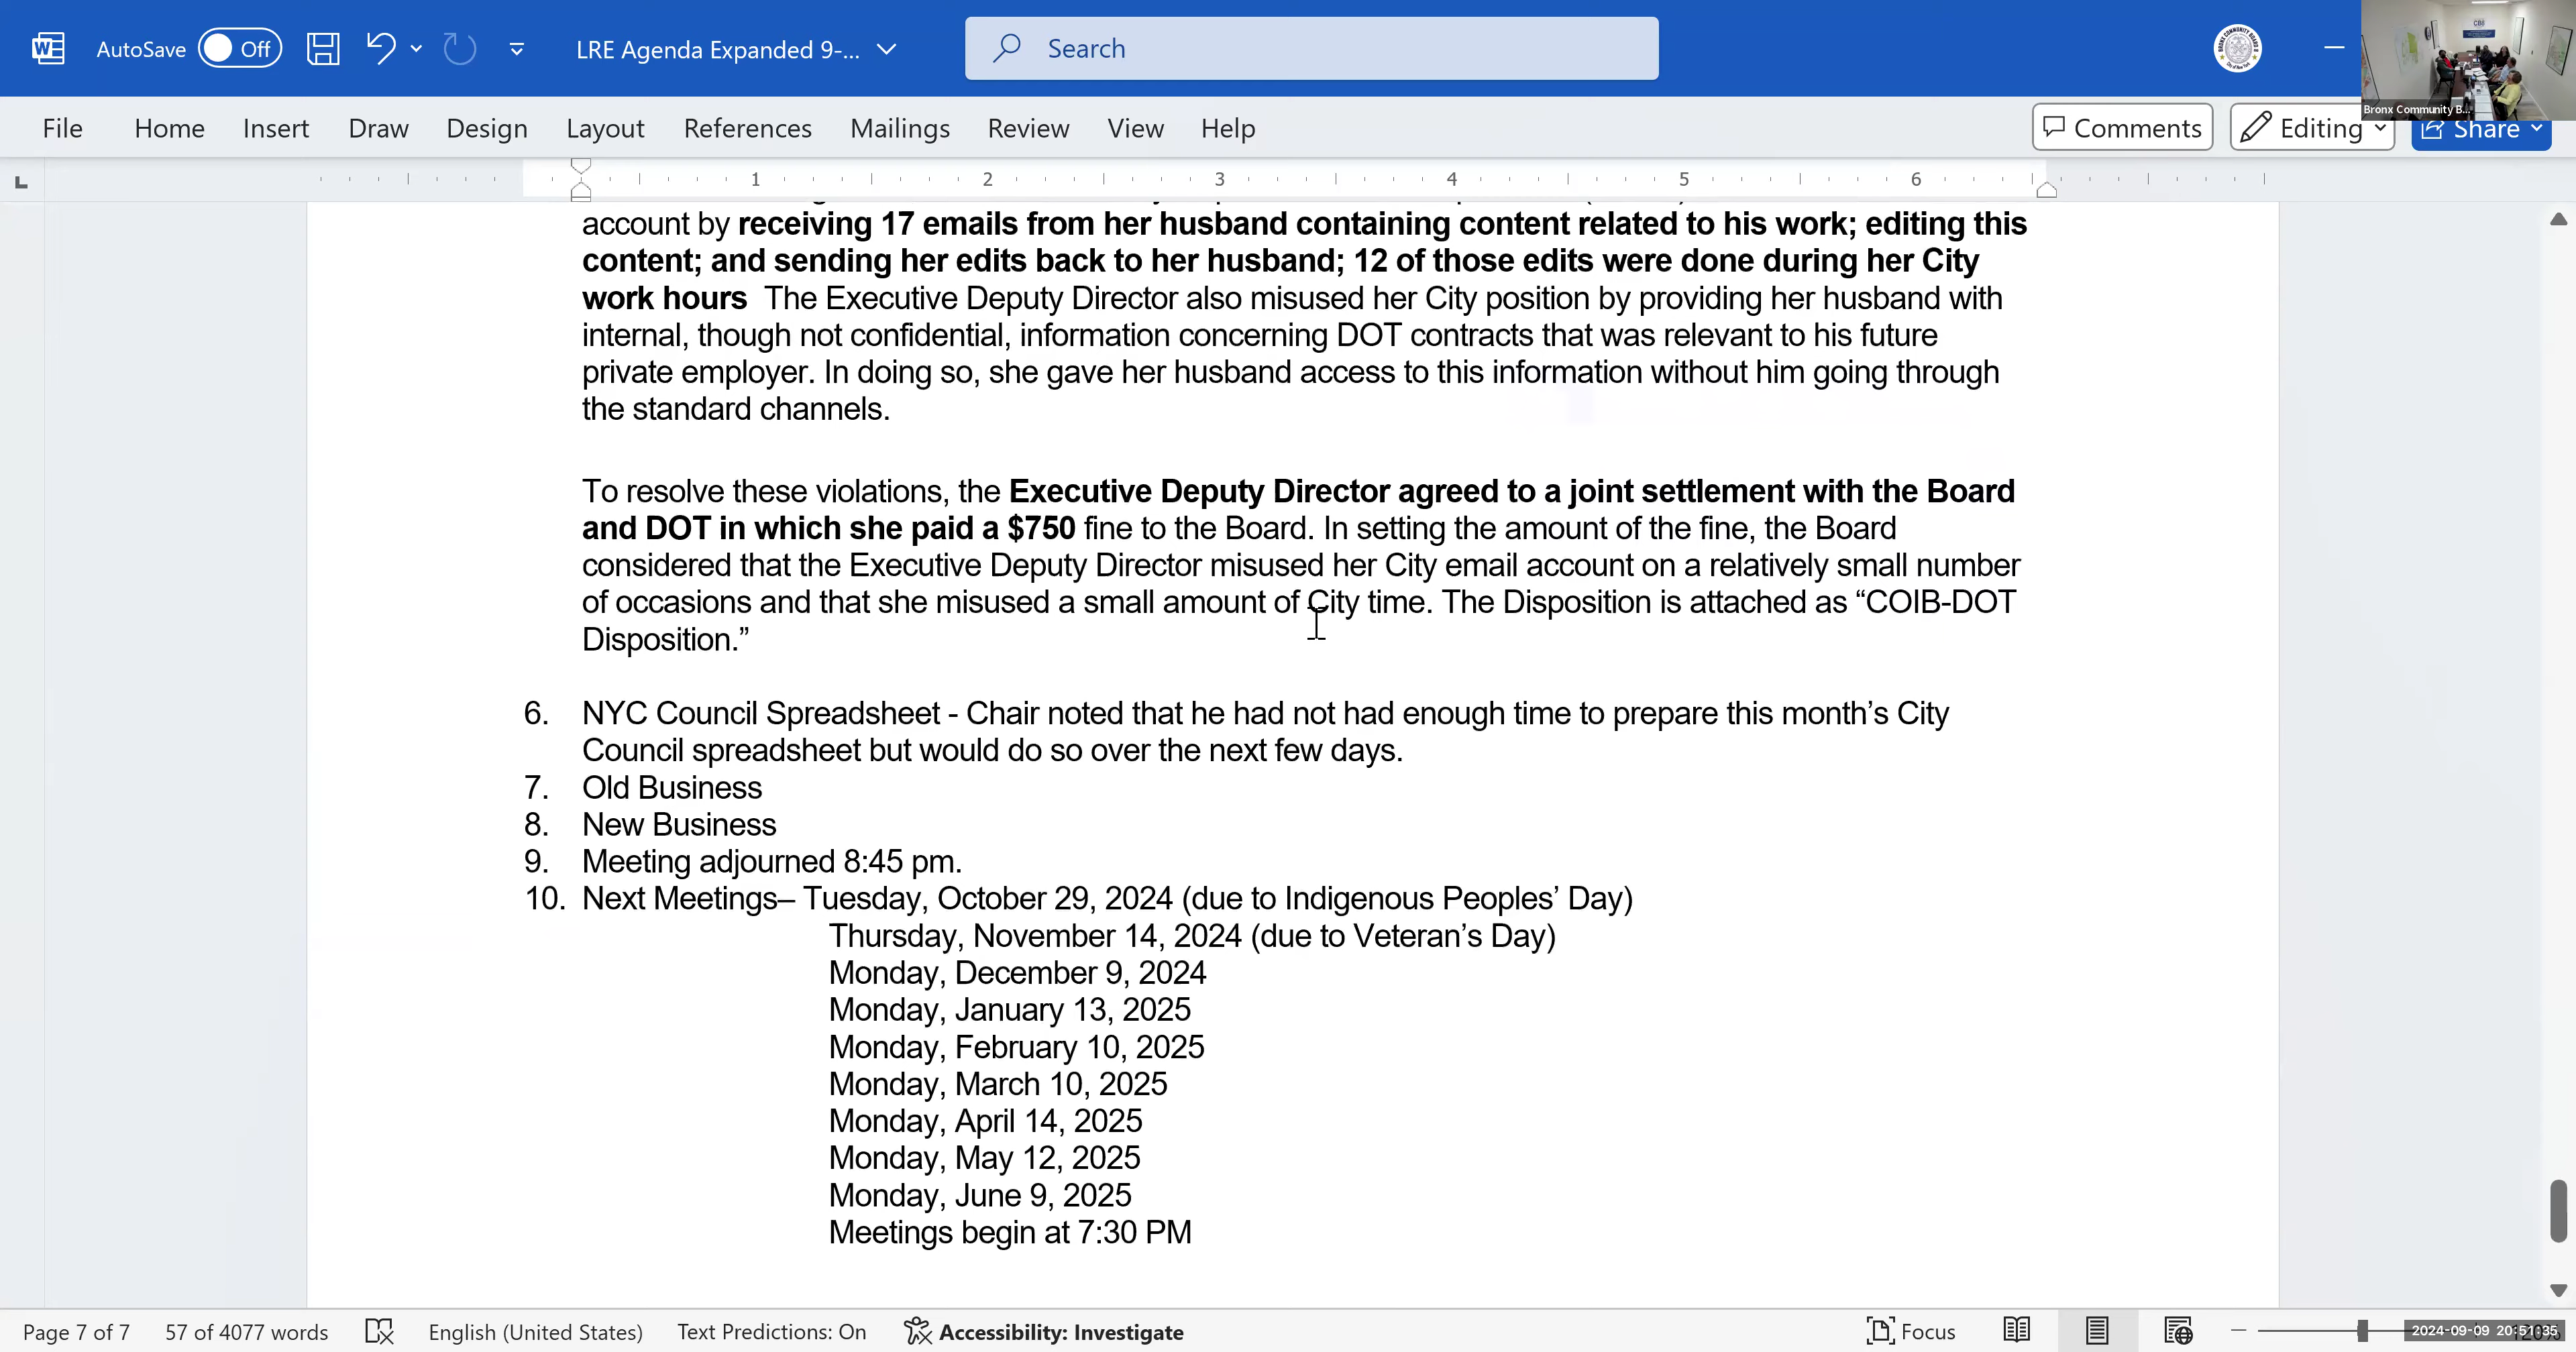 AutoSave Off LRE Agenda Expanded 9-... Search
Bronx Community B...
File Home Insert Draw Design Layout References Mailings Review View Help Comments Editing Share
1 2 3 4 5 6
account by receiving 17 emails from her husband containing content related to his work; editing this
content; and sending her edits back to her husband; 12 of those edits were done during her City
work hours The Executive Deputy Director also misused her City position by providing her husband with
internal, though not confidential, information concerning DOT contracts that was relevant to his future
private employer. In doing so, she gave her husband access to this information without him going through
the standard channels.
To resolve these violations, the Executive Deputy Director agreed to a joint settlement with the Board
and DOT in which she paid a $750 fine to the Board. In setting the amount of the fine, the Board
considered that the Executive Deputy Director misused her City email account on a relatively small number
of occasions and that she misused a small amount of City time. The Disposition is attached as “COIB-DOT
Disposition.”
6. NYC Council Spreadsheet - Chair noted that he had not had enough time to prepare this month’s City
Council spreadsheet but would do so over the next few days.
7. Old Business
8. New Business
9. Meeting adjourned 8:45 pm.
10. Next Meetings– Tuesday, October 29, 2024 (due to Indigenous Peoples’ Day)
Thursday, November 14, 2024 (due to Veteran’s Day)
Monday, December 9, 2024
Monday, January 13, 2025
Monday, February 10, 2025
Monday, March 10, 2025
Monday, April 14, 2025
Monday, May 12, 2025
Monday, June 9, 2025
Meetings begin at 7:30 PM
Page 7 of 7 57 of 4077 words English (United States) Text Predictions: On Accessibility: Investigate Focus 2024-09-09 20:51:35